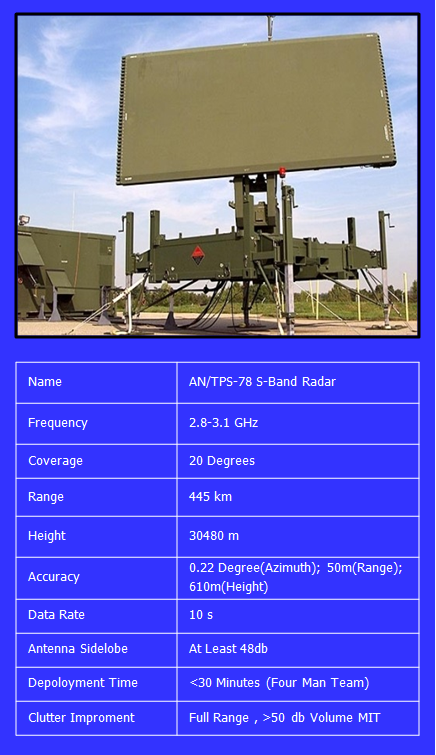 Name AN/TPS-78 S-Band Radar
Frequency 2.8-3.1 GHz
Coverage 20 Degrees
Range 445 km
Height 30480 m
Accuracy 0.22 Degree(Azimuth); 50m(Range);
610m(Height)
Data Rate 10 s
Antenna Sidelobe At Least 48db
Depoloyment Time <30 Minutes (Four Man Team)
Clutter Improment Full Range , >50 db Volume MIT